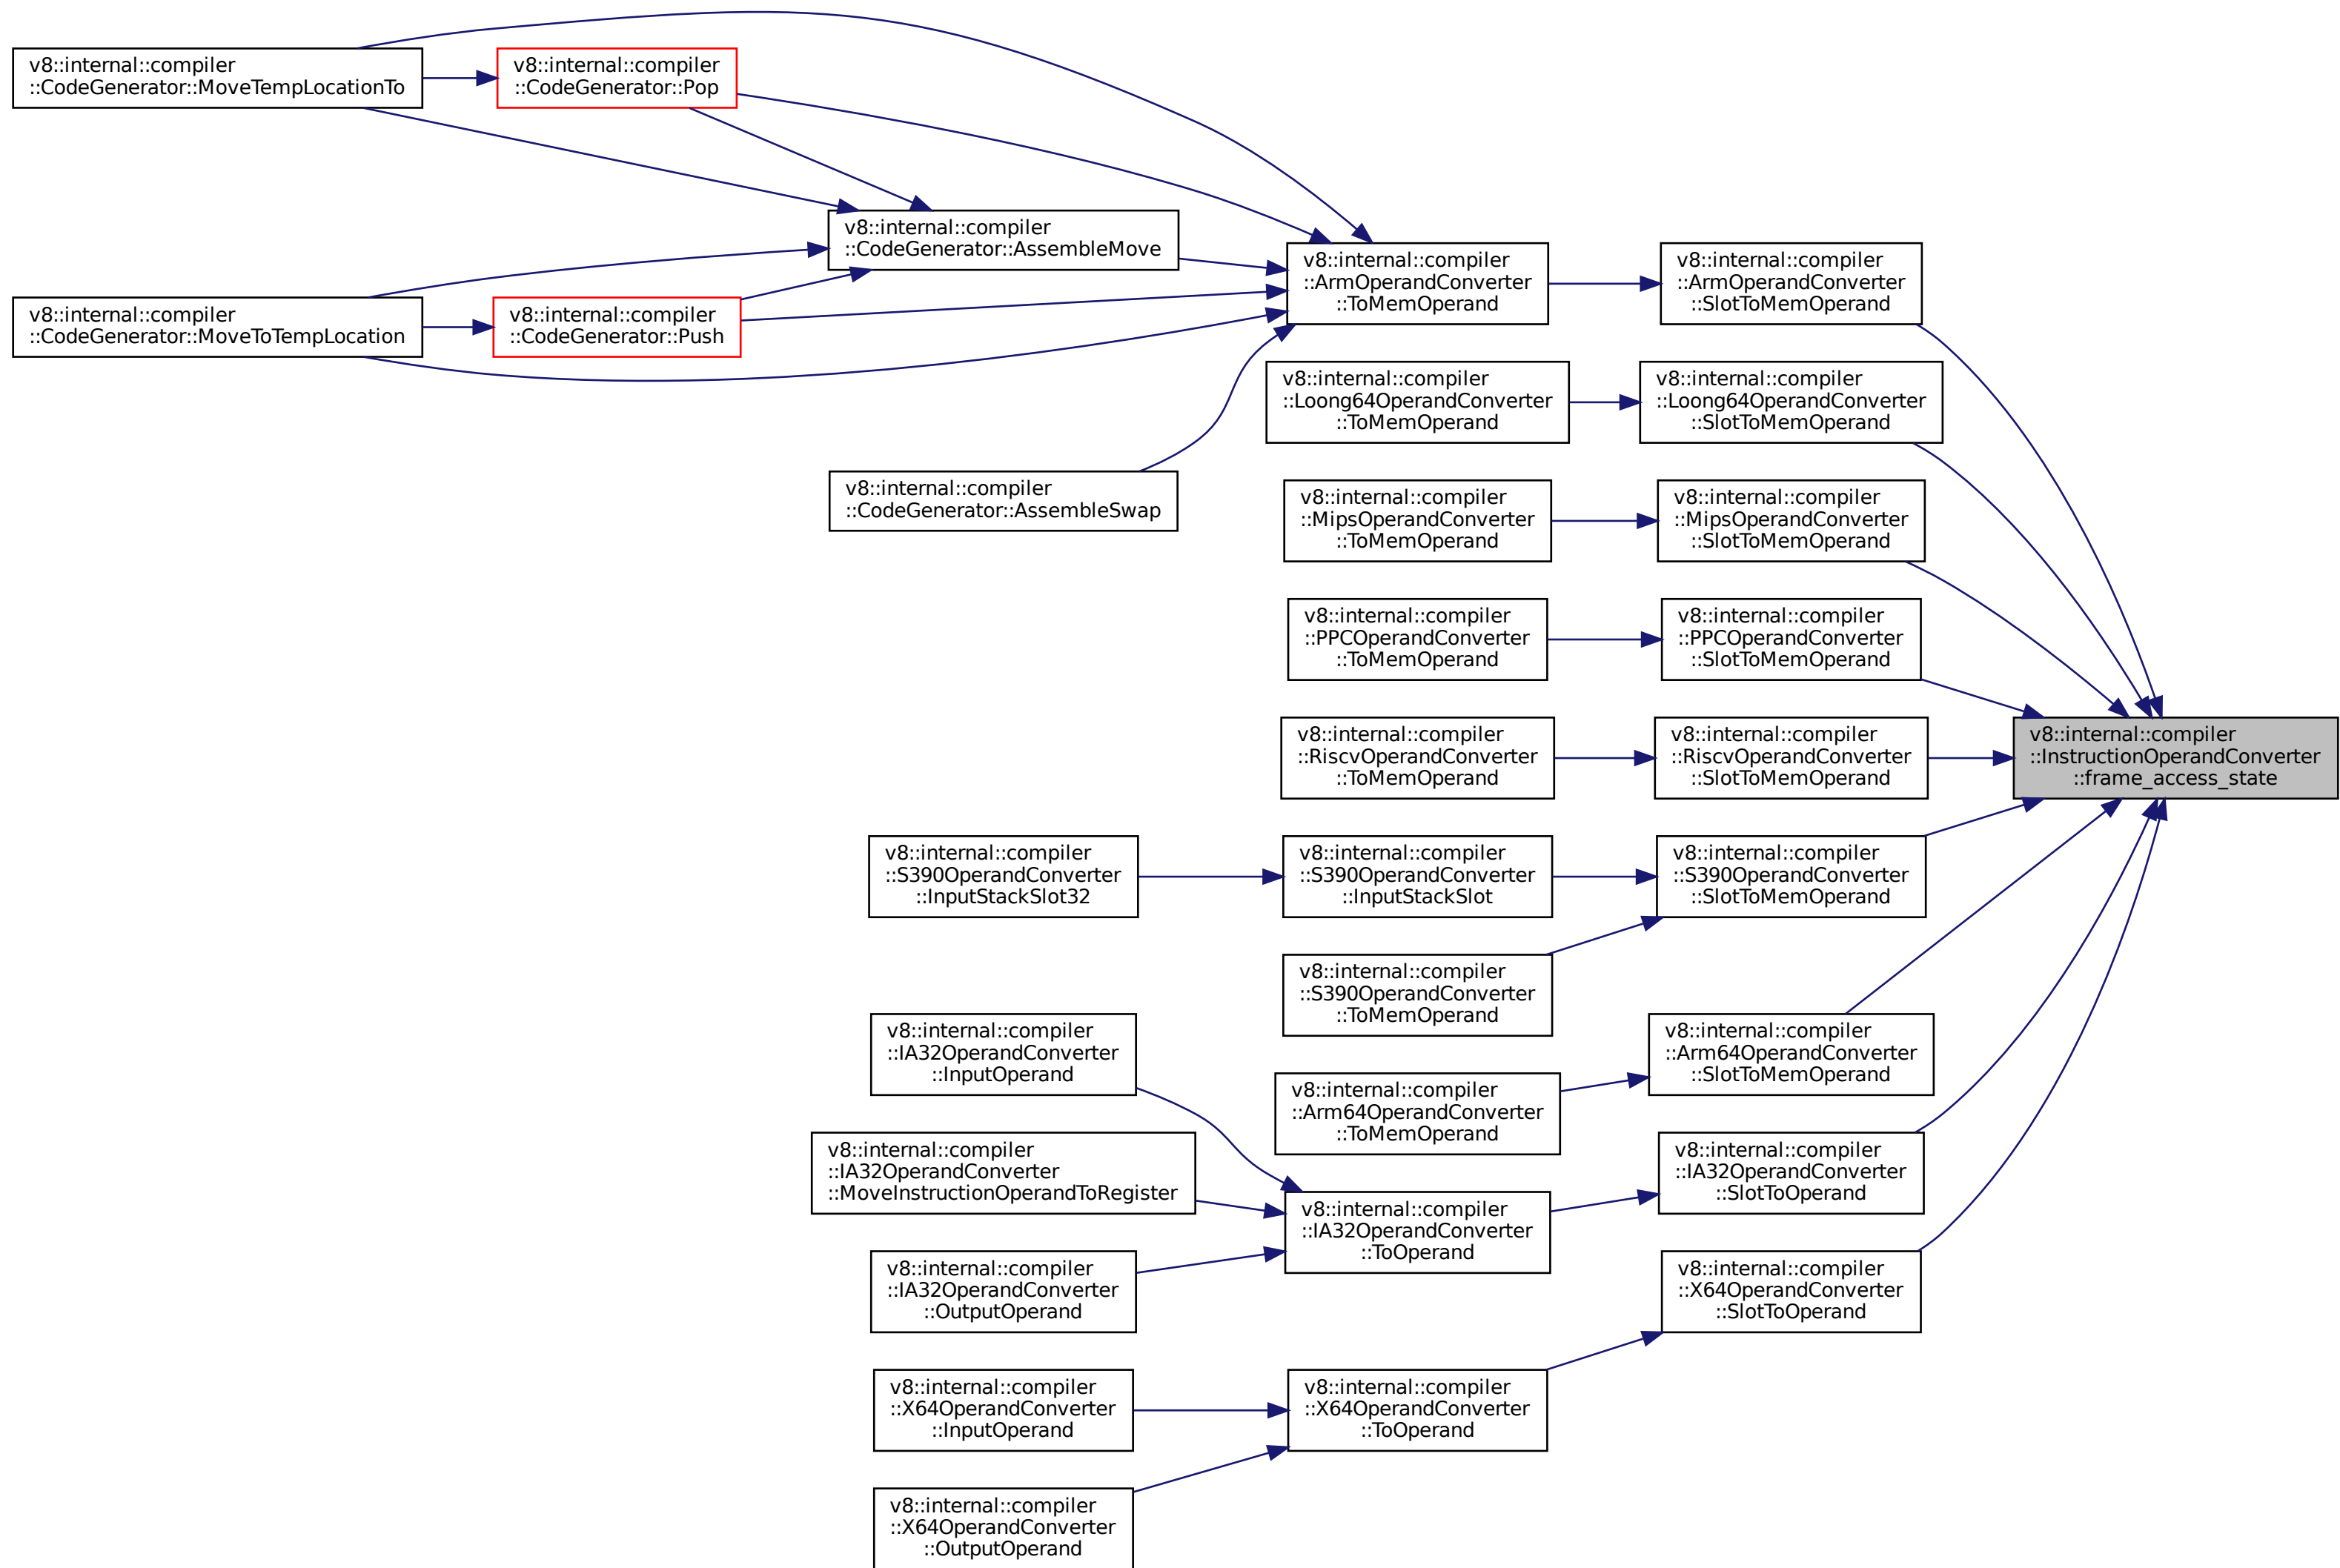 v8::internal::compiler
::CodeGenerator::MoveTempLocationTo
v8::internal::compiler
::CodeGenerator::Pop
v8::internal::compiler
::CodeGenerator::AssembleMove
v8::internal::compiler
::CodeGenerator::MoveToTempLocation
v8::internal::compiler
::CodeGenerator::Push
v8::internal::compiler
::ArmOperandConverter
::ToMemOperand
v8::internal::compiler
::ArmOperandConverter
::SlotToMemOperand
v8::internal::compiler
::Loong64OperandConverter
::ToMemOperand
v8::internal::compiler
::Loong64OperandConverter
::SlotToMemOperand
v8::internal::compiler
::CodeGenerator::AssembleSwap
v8::internal::compiler
::MipsOperandConverter
::ToMemOperand
v8::internal::compiler
::MipsOperandConverter
::SlotToMemOperand
v8::internal::compiler
::PPCOperandConverter
::ToMemOperand
v8::internal::compiler
::PPCOperandConverter
::SlotToMemOperand
v8::internal::compiler
::RiscvOperandConverter
::ToMemOperand
v8::internal::compiler
::RiscvOperandConverter
::SlotToMemOperand
v8::internal::compiler
::InstructionOperandConverter
::frame_access_state
v8::internal::compiler
::S390OperandConverter
::InputStackSlot32
v8::internal::compiler
::S390OperandConverter
::InputStackSlot
v8::internal::compiler
::S390OperandConverter
::SlotToMemOperand
v8::internal::compiler
::S390OperandConverter
::ToMemOperand
v8::internal::compiler
::IA32OperandConverter
::InputOperand
v8::internal::compiler
::Arm64OperandConverter
::ToMemOperand
v8::internal::compiler
::Arm64OperandConverter
::SlotToMemOperand
v8::internal::compiler
::IA32OperandConverter
::MoveInstructionOperandToRegister
v8::internal::compiler
::IA32OperandConverter
::ToOperand
v8::internal::compiler
::IA32OperandConverter
::SlotToOperand
v8::internal::compiler
::IA32OperandConverter
::OutputOperand
v8::internal::compiler
::X64OperandConverter
::SlotToOperand
v8::internal::compiler
::X64OperandConverter
::InputOperand
v8::internal::compiler
::X64OperandConverter
::ToOperand
v8::internal::compiler
::X64OperandConverter
::OutputOperand